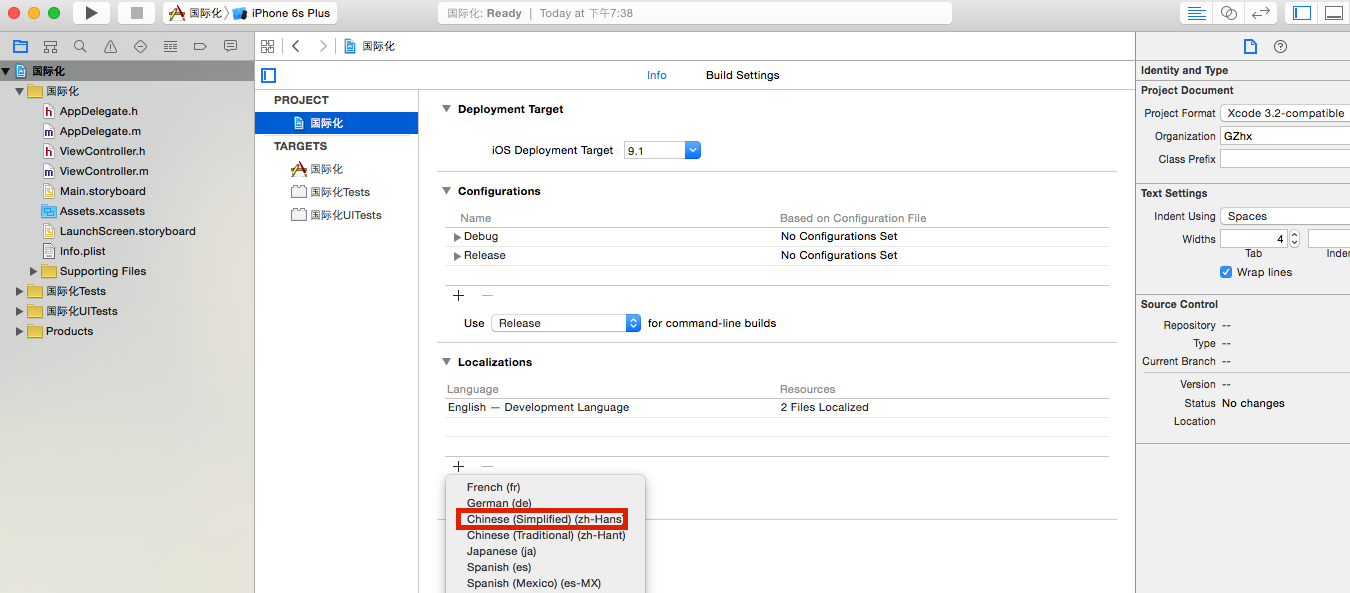 国际化 iPhone 6s Plus
国际化: Ready | Today at 下午7:38
国际化
国际化
AppDelegate.h
AppDelegate.m
ViewController.h
ViewController.m
Main.storyboard
Assets.xcassets
LaunchScreen.storyboard
Info.plist
Supporting Files
国际化Tests
国际化UITests
Products
国际化
Info Build Settings
PROJECT
国际化
TARGETS
国际化
国际化Tests
国际化UITests
Deployment Target
iOS Deployment Target 9.1
Configurations
Name Based on Configuration File
Debug No Configurations Set
Release No Configurations Set
Use Release for command-line builds
Localizations
Language Resources
English — Development Language 2 Files Localized
French (fr)
German (de)
Chinese (Simplified) (zh-Hans)
Chinese (Traditional) (zh-Hant)
Japanese (ja)
Spanish (es)
Spanish (Mexico) (es-MX)
Identity and Type
Project Document
Project Format Xcode 3.2-compatible
Organization GZhx
Class Prefix
Text Settings
Indent Using Spaces
Widths 4
Tab Inden
Wrap lines
Source Control
Repository --
Type --
Current Branch --
Version --
Status No changes
Location